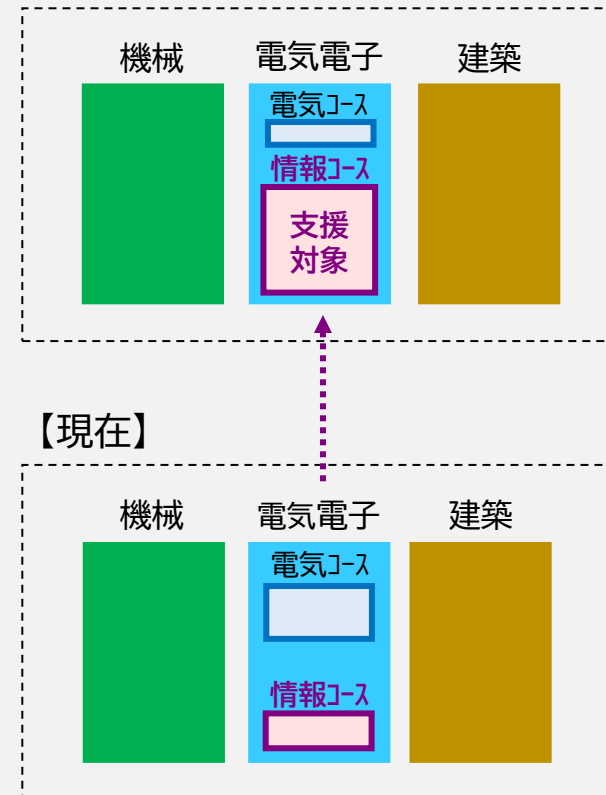 機械
電気電子
建築
電気ｺｰｽ
情報ｺｰｽ
支援
対象
【現在】
機械
電気電子
建築
電気ｺｰｽ
情報ｺｰｽ